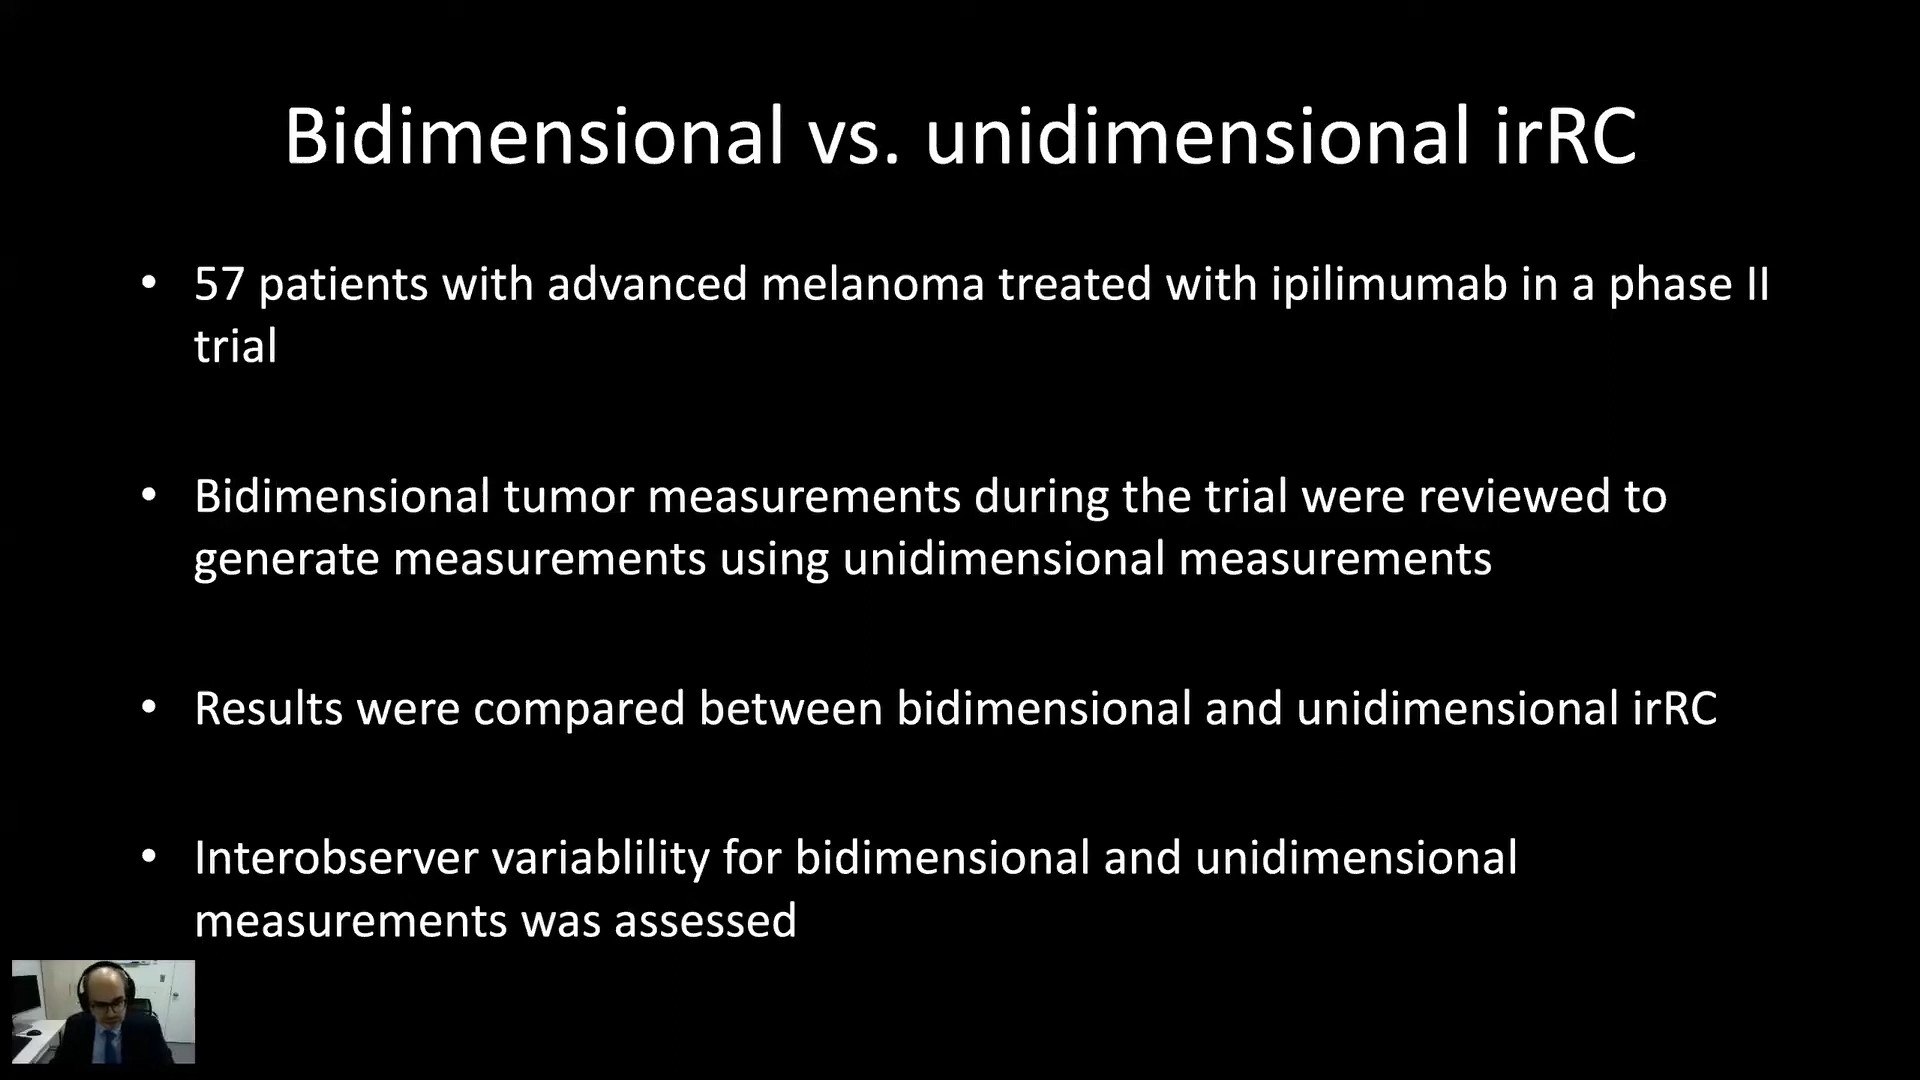 Bidimensional vs. unidimensional irRC
• 57 patients with advanced melanoma treated with ipilimumab in a phase II
trial
• Bidimensional tumor measurements during the trial were reviewed to
generate measurements using unidimensional measurements
• Results were compared between bidimensional and unidimensional irRC
• Interobserver variablility for bidimensional and unidimensional
measurements was assessed